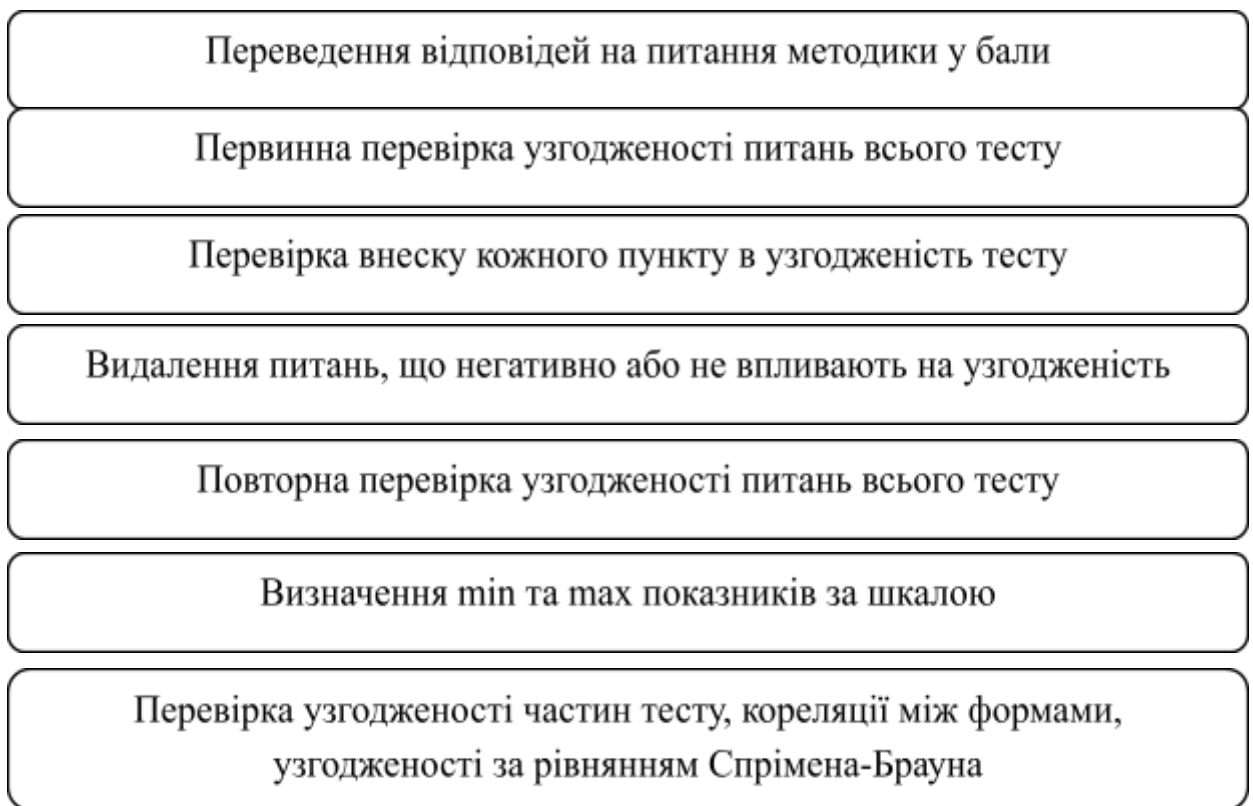 Переведення відповідей на питання методики у бали
Первинна перевірка узгодженості питань всього тесту
Перевірка внеску кожного пункту в узгодженість тесту
Видалення питань, що негативно або не впливають на узгодженість
Повторна перевірка узгодженості питань всього тесту
Визначення min та max показників за шкалою
Перевірка узгодженості частин тесту, кореляції між формами,
узгодженості за рівнянням Спрімена-Брауна